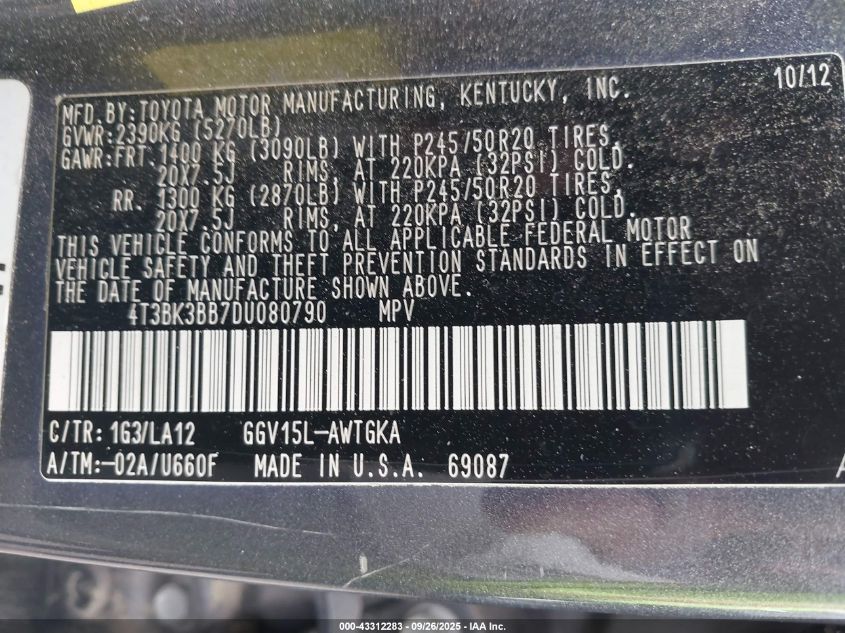 10/12
MFD. BY: TOYOTA MOTOR MANUFACTURING, KENTUCKY, INC.
GVWR: 2390KG (5270LB)
GAWR: FRT. 1400 KG (3090LB) WITH P245/50R20 TIRES,
20X7.5J RIMS, AT 220KPA (32PSI) COLD.
RR. 1300 KG (2870LB) WITH P245/50R20 TIRES,
20X7.5J RIMS, AT 220KPA (32PSI) COLD.
THIS VEHICLE CONFORMS TO ALL APPLICABLE FEDERAL MOTOR
VEHICLE SAFETY AND THEFT PREVENTION STANDARDS IN EFFECT ON
THE DATE OF MANUFACTURE SHOWN ABOVE.
4T3BK3BB7DU080790 MPV
C/TR: 1G3/LA12 GGV15L-AWTGKA
A/TM:-02A/U660F MADE IN U.S.A. 69087
000-43312283 - 09/26/2025 - IAA Inc.